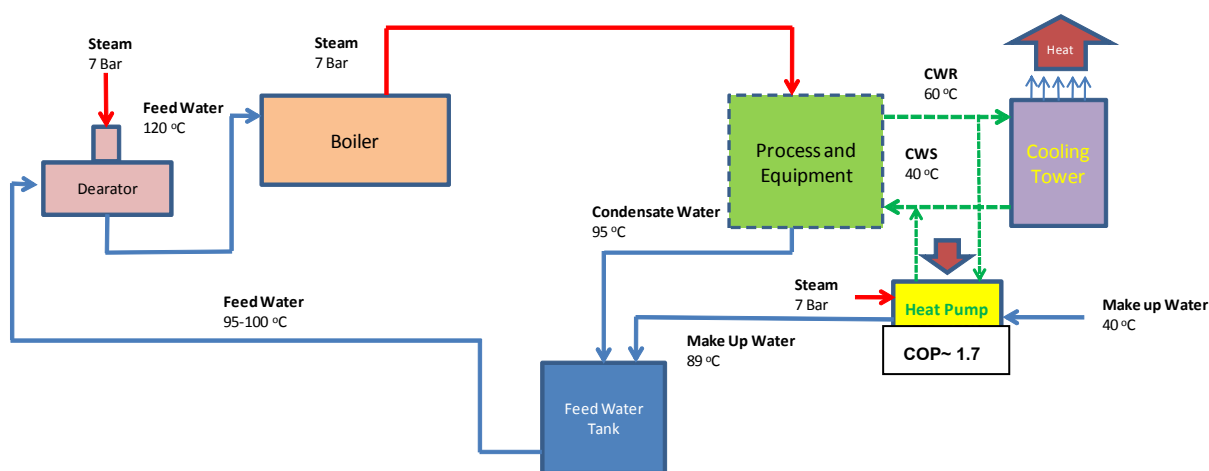 Steam
7 Bar
Steam
7 Bar
Heat
Feed Water
120 °C
CWR
60 °C
Boiler
Process and
Equipment
Cooling
Tower
CWS
40 °C
Dearator
Condensate Water
95 °C
Steam
7 Bar
Heat Pump
Make up Water
40 °C
Feed Water
95-100 °C
Make Up Water
89 °C
COP~ 1.7
Feed Water
Tank